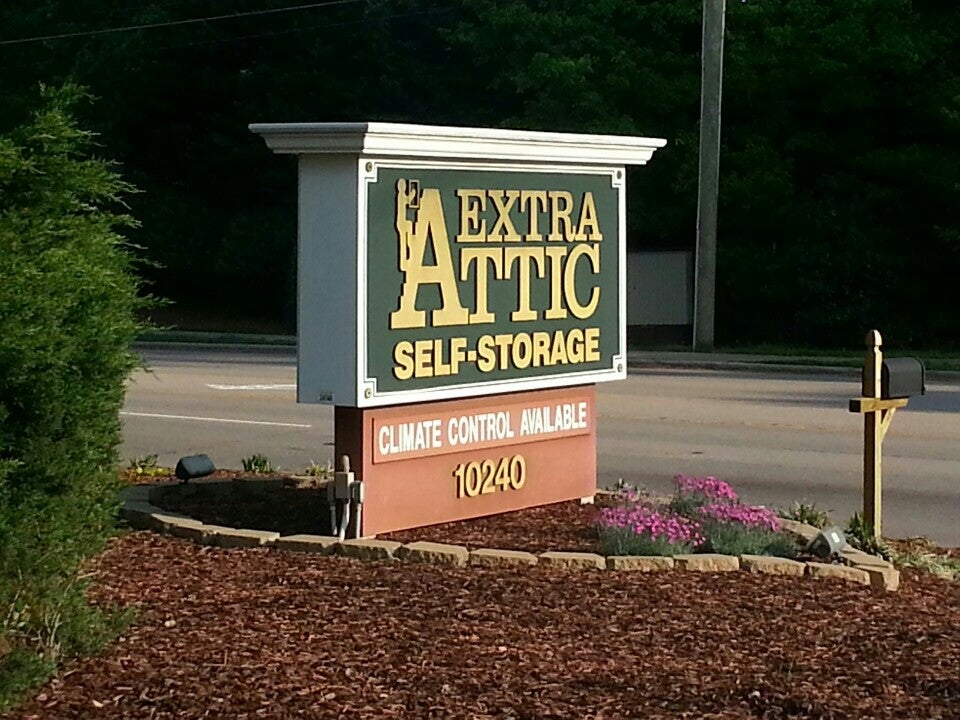 EXTRA
ATTIC
SELF-STORAGE
CLIMATE CONTROL AVAILABLE
10240